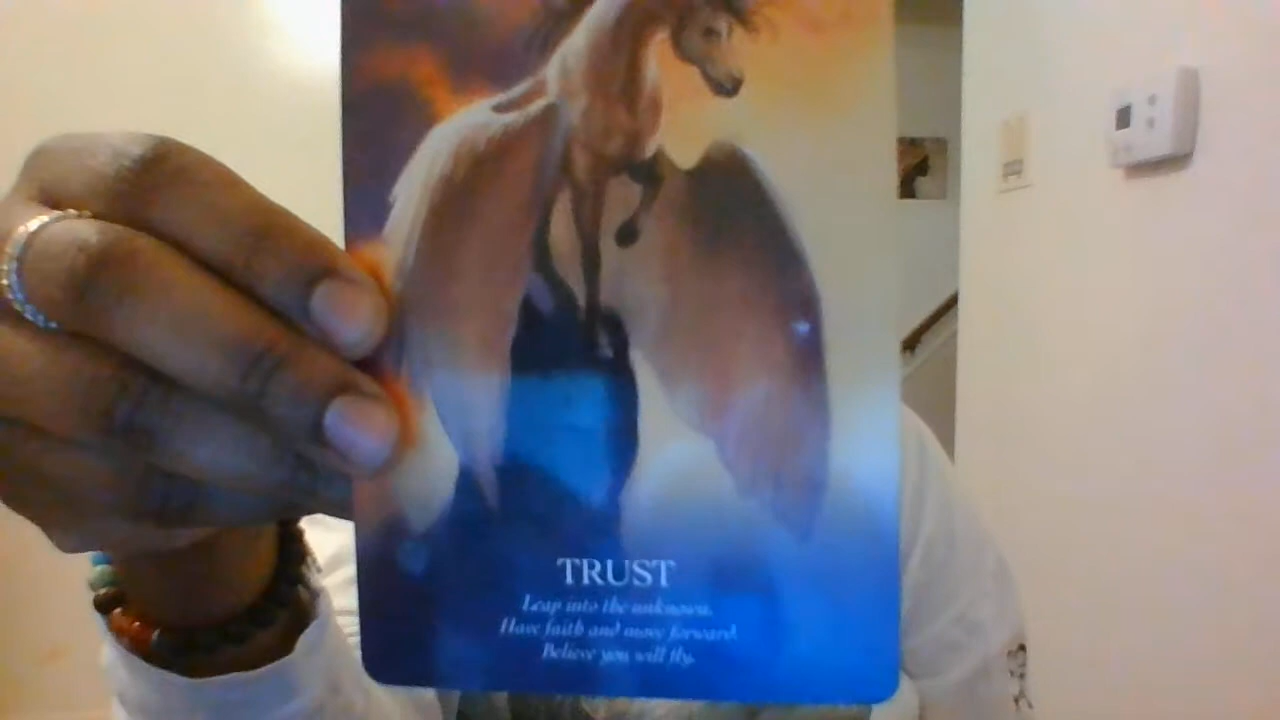 TRUST
Leap into the unknown.
Have faith and move forward.
Believe you will fly.